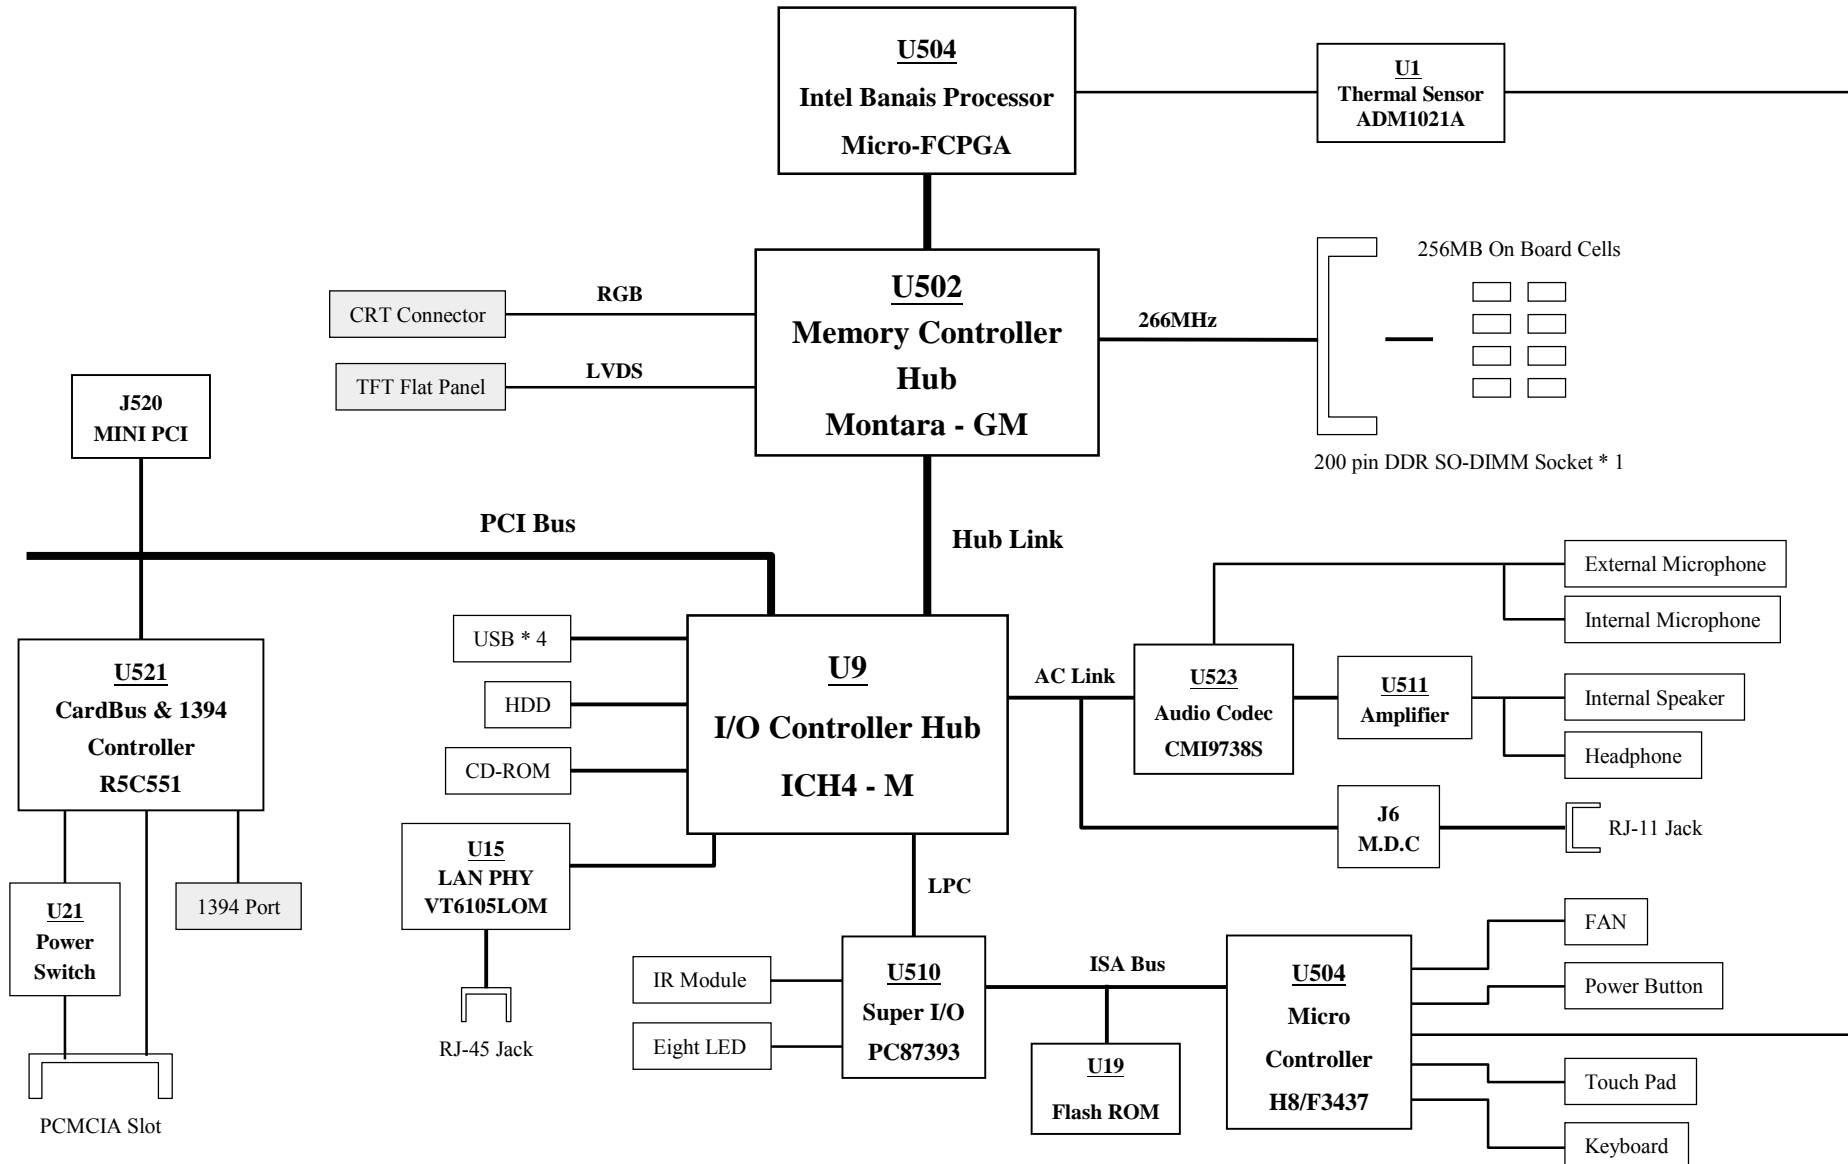 U504
Intel Banais Processor
Micro-FCPGA
U1
Thermal Sensor
ADM1021A
256MB On Board Cells
U502
Memory Controller
Hub
Montara - GM
RGB
CRT Connector
266MHz
LVDS
TFT Flat Panel
J520
MINI PCI
200 pin DDR SO-DIMM Socket * 1
PCI Bus
Hub Link
External Microphone
Internal Microphone
USB * 4
HDD
CD-ROM
U9
I/O Controller Hub
ICH4 - M
AC Link
U523
Audio Codec
CMI9738S
U511
Amplifier
Internal Speaker
Headphone
U521
CardBus & 1394
Controller
R5C551
J6
M.D.C
RJ-11 Jack
U15
LAN PHY
VT6105LOM
LPC
U21
Power
Switch
1394 Port
FAN
IR Module
Eight LED
U510
Super I/O
PC87393
ISA Bus
U504
Micro
Controller
H8/F3437
Power Button
RJ-45 Jack
U19
Flash ROM
Touch Pad
Keyboard
PCMCIA Slot